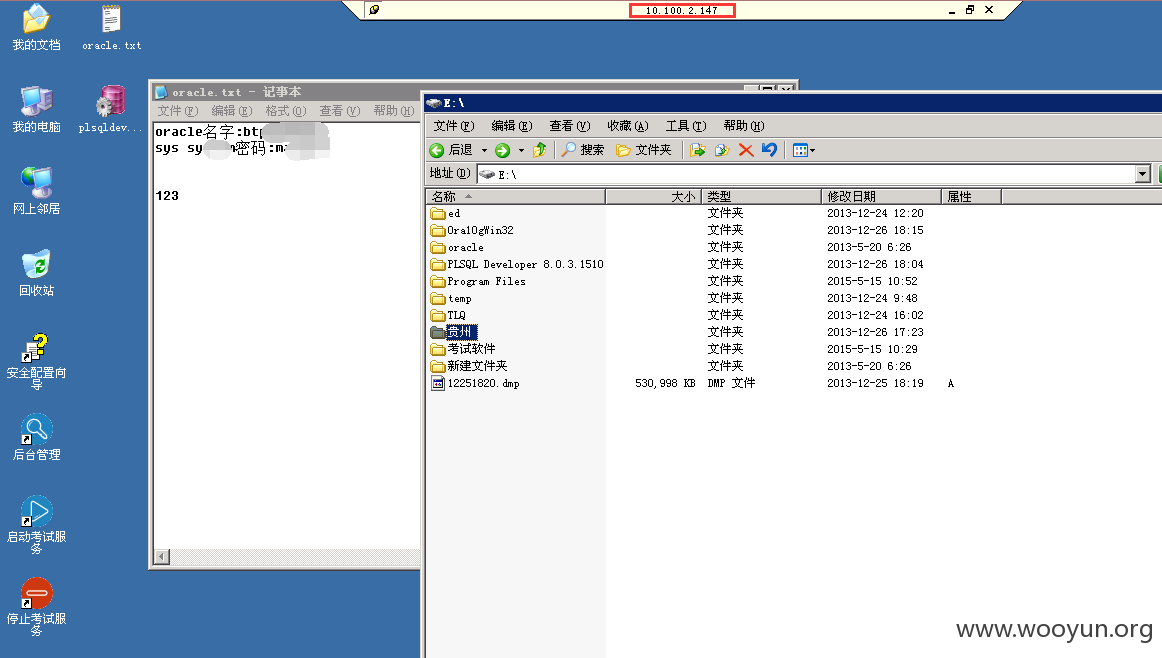 10.100.2.147
我的文档
oracle.txt
我的电脑
plsqldev...
网上邻居
回收站
安全配置向导
后台管理
启动考试服务
停止考试服务
oracle.txt - 记事本
文件(F) 编辑(E) 格式(O) 查看(V) 帮助(H)
oracle名字:bt
sys sy 密码:m
123
E:\
文件(F) 编辑(E) 查看(V) 收藏(A) 工具(T) 帮助(H)
后退 搜索 文件夹
地址(D) E:\
名称 大小 类型 修改日期 属性
ed 文件夹 2013-12-24 12:20
Ora10gWin32 文件夹 2013-12-26 18:15
oracle 文件夹 2013-5-20 6:26
PLSQL Developer 8.0.3.1510 文件夹 2013-12-26 18:04
Program Files 文件夹 2015-5-15 10:52
temp 文件夹 2013-12-24 9:48
TLQ 文件夹 2013-12-24 16:02
贵州 文件夹 2013-12-26 17:23
考试软件 文件夹 2015-5-15 10:29
新建文件夹 文件夹 2013-5-20 6:26
12251820.dmp 530,998 KB DMP 文件 2013-12-25 18:19 A
www.wooyun.org